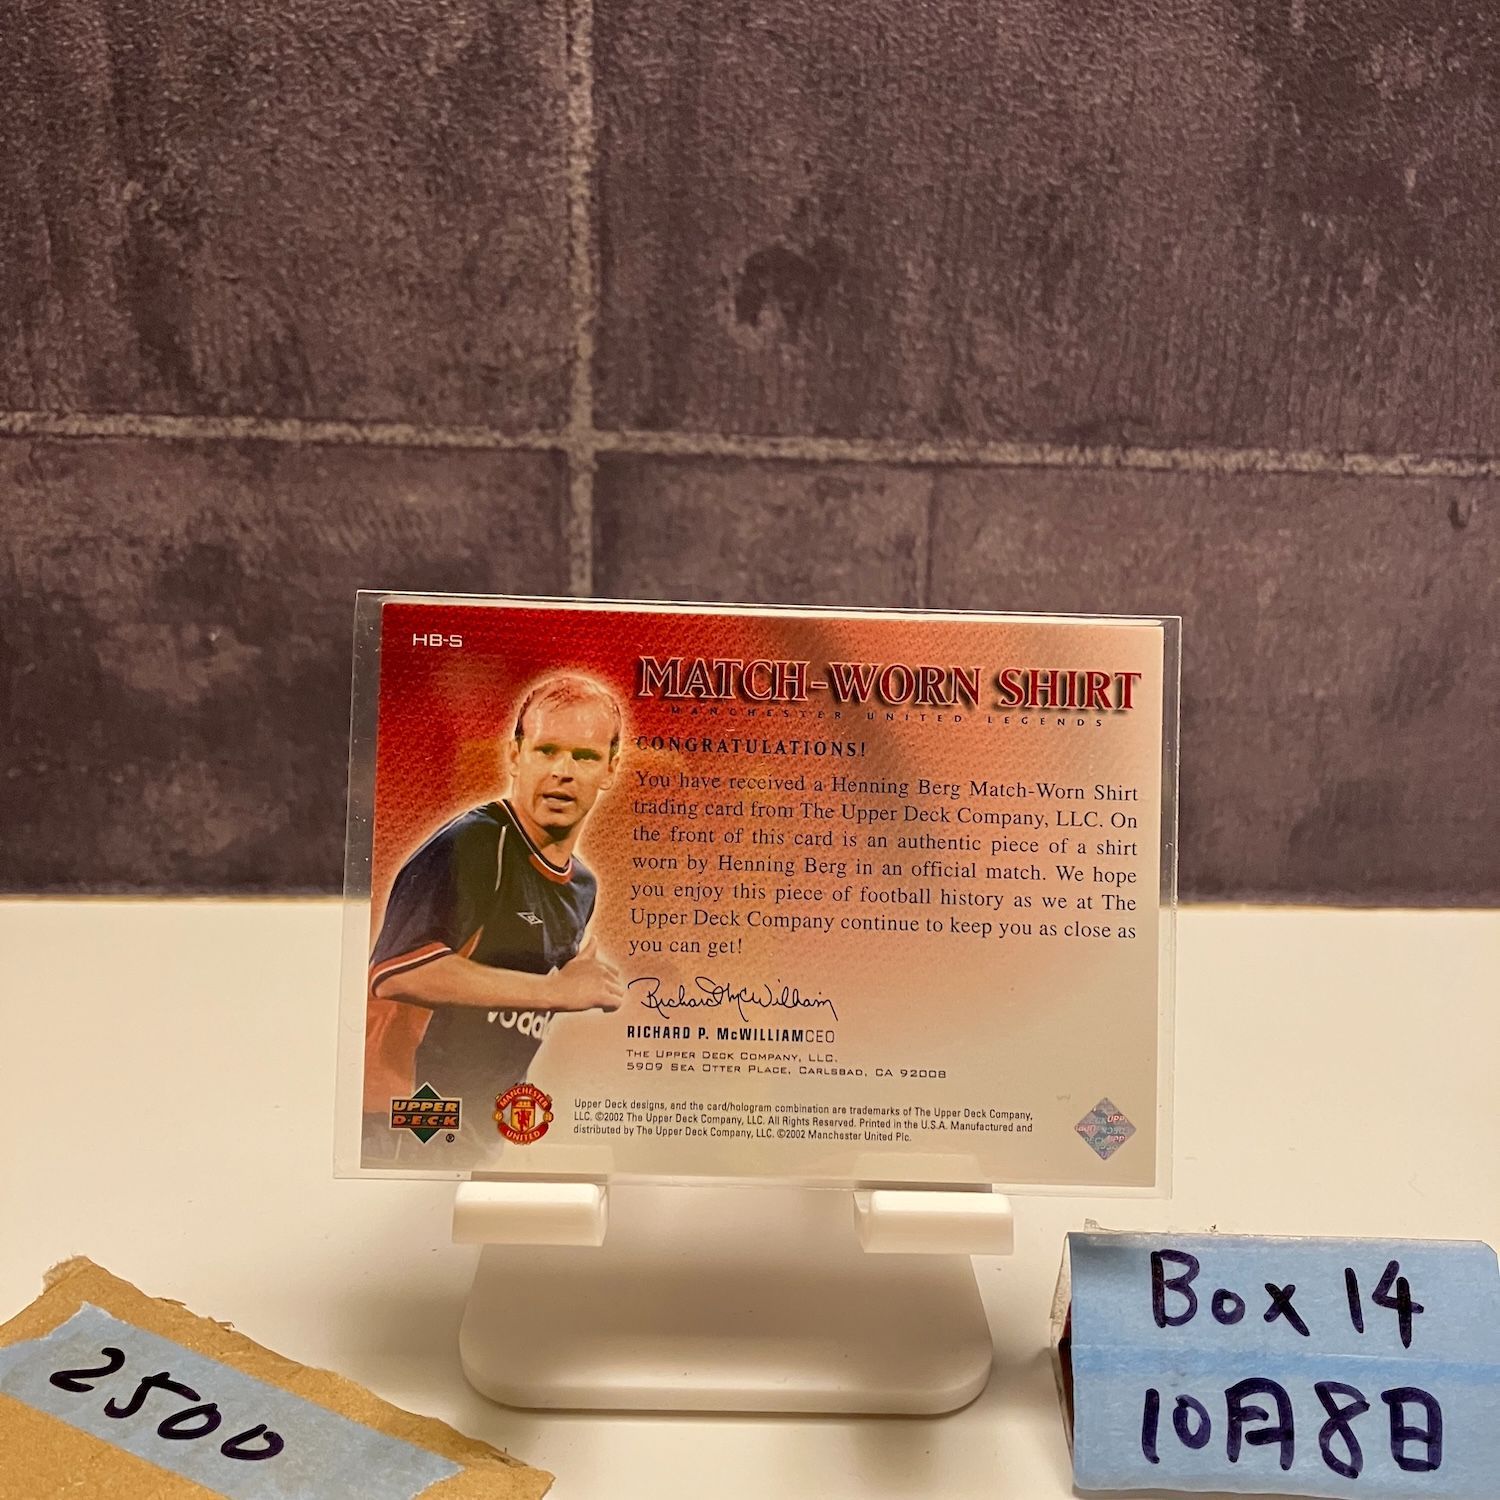 HB-S
MATCH-WORN SHIRT
MANCHESTER UNITED LEGENDS
CONGRATULATIONS!
You have received a Henning Berg Match-Worn Shirt
trading card from The Upper Deck Company, LLC. On
the front of this card is an authentic piece of a shirt
worn by Henning Berg in an official match. We hope
you enjoy this piece of football history as we at The
Upper Deck Company continue to keep you as close as
you can get!
Richard McWilliam
RICHARD P. McWILLIAM CEO
THE UPPER DECK COMPANY, LLC.
5909 SEA OTTER PLACE, CARLSBAD, CA 92008
UPPER
DECK
®
MANCHESTER
UNITED
Upper Deck designs, and the card/hologram combination are trademarks of The Upper Deck Company,
LLC. ©2002 The Upper Deck Company, LLC. All Rights Reserved. Printed in the U.S.A. Manufactured and
distributed by The Upper Deck Company, LLC. ©2002 Manchester United Plc.
2500
Box 14
10月8日